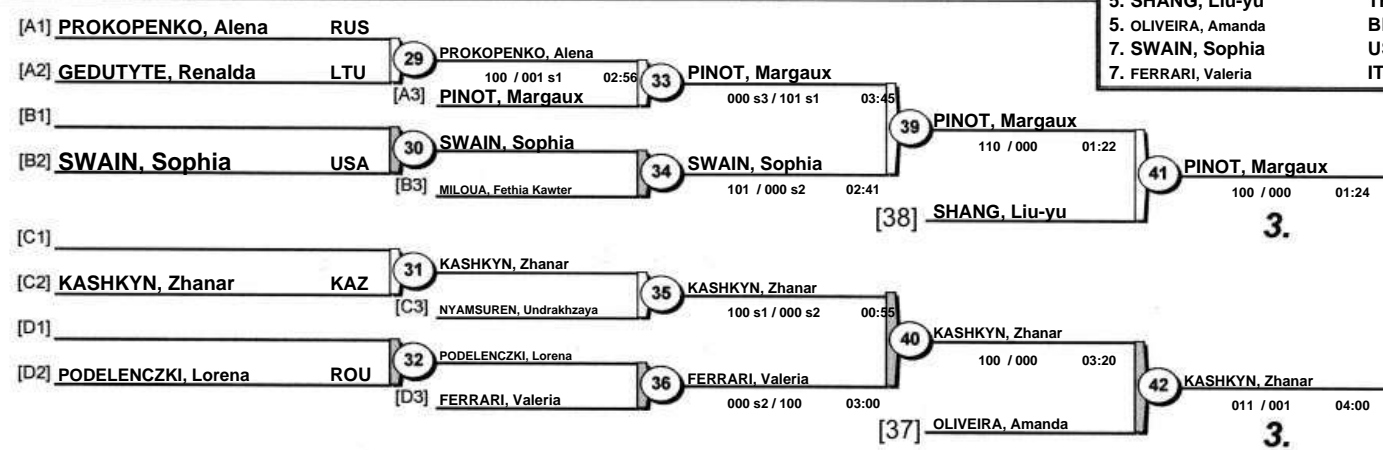 5. SHANG, Liu-yu
5. OLIVEIRA, Amanda
7. SWAIN, Sophia
7. FERRARI, Valeria IT
[A1] PROKOPENKO, Alena RUS
29 PROKOPENKO, Alena
100 / 001 s1 02:56
[A2] GEDUTYTE, Renalda LTU
[A3] PINOT, Margaux
33 PINOT, Margaux
000 s3 / 101 s1 03:45
[B1]
[B2] SWAIN, Sophia USA
30 SWAIN, Sophia
[B3] MILOUA, Fethia Kawter
34 SWAIN, Sophia
101 / 000 s2 02:41
39 PINOT, Margaux
110 / 000 01:22
[38] SHANG, Liu-yu
41 PINOT, Margaux
100 / 000 01:24
3.
[C1]
[C2] KASHKYN, Zhanar KAZ
31 KASHKYN, Zhanar
[C3] NYAMSUREN, Undrakhzaya
35 KASHKYN, Zhanar
100 s1 / 000 s2 00:55
[D1]
[D2] PODELENCZKI, Lorena ROU
32 PODELENCZKI, Lorena
[D3] FERRARI, Valeria
36 FERRARI, Valeria
000 s2 / 100 03:00
40 KASHKYN, Zhanar
100 / 000 03:20
[37] OLIVEIRA, Amanda
42 KASHKYN, Zhanar
011 / 001 04:00
3.